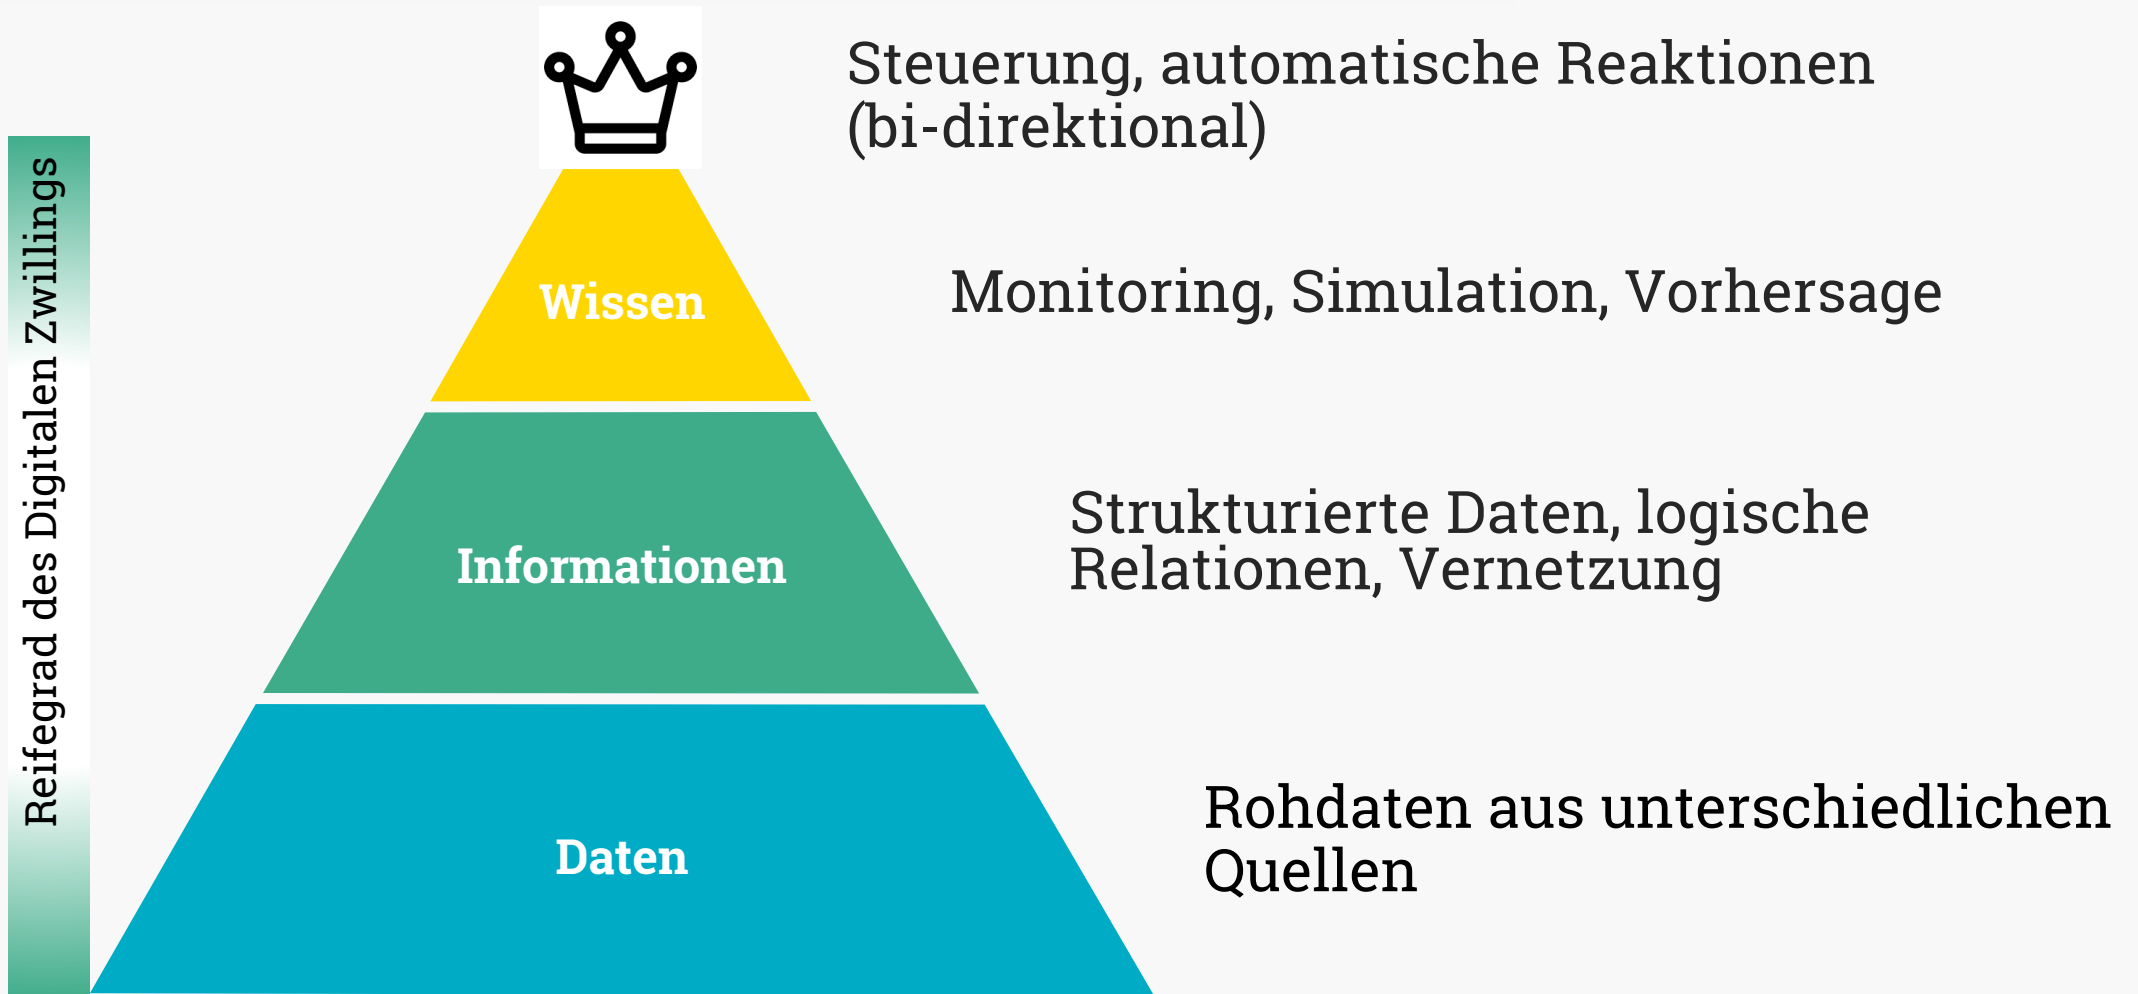 Steuerung, automatische Reaktionen
(bi-direktional)
Reifegrad des Digitalen Zwillings
Wissen
Monitoring, Simulation, Vorhersage
Informationen
Strukturierte Daten, logische
Relationen, Vernetzung
Daten
Rohdaten aus unterschiedlichen
Quellen